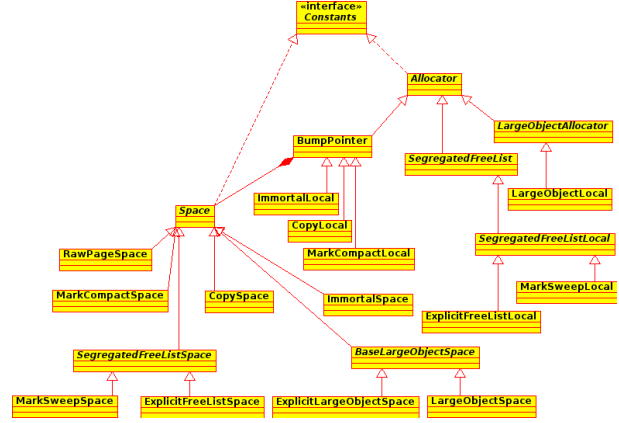 «interface»
Constants
Allocator
LargeObjectAllocator
BumpPointer
SegregatedFreeList
ImmortalLocal
LargeObjectLocal
Space
CopyLocal
SegregatedFreeListLocal
RawPageSpace
MarkCompactLocal
MarkCompactSpace
CopySpace
ImmortalSpace
MarkSweepLocal
ExplicitFreeListLocal
SegregatedFreeListSpace
BaseLargeObjectSpace
MarkSweepSpace
ExplicitFreeListSpace
ExplicitLargeObjectSpace
LargeObjectSpace